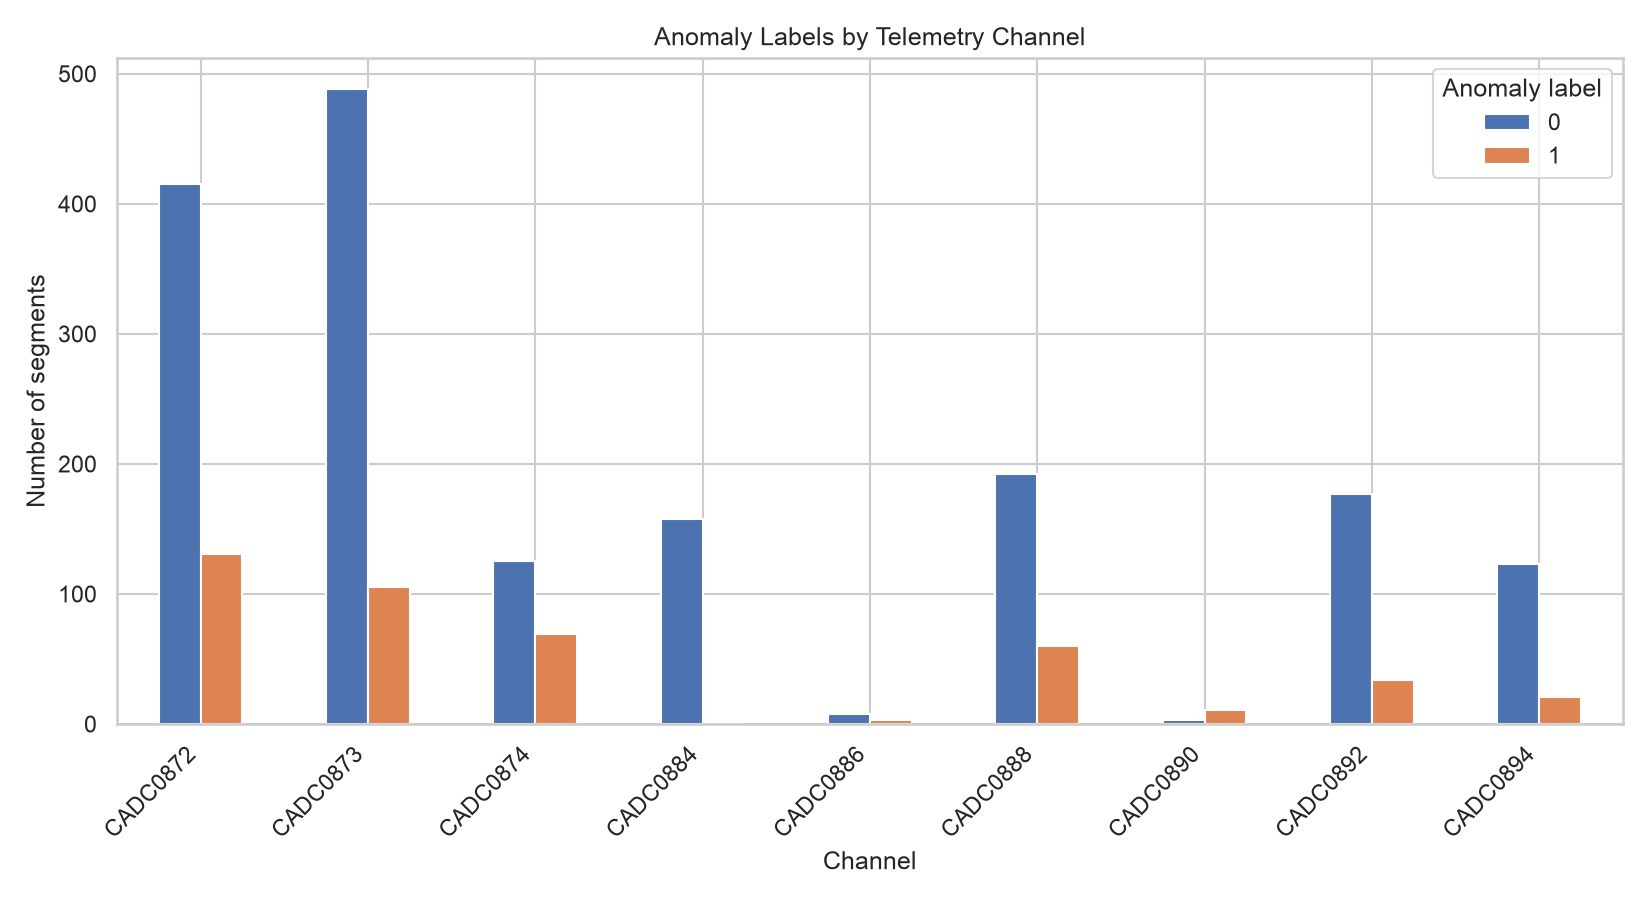 Anomaly Labels by Telemetry Channel
Anomaly label
0
1
Number of segments
500
400
300
200
100
0
CADC0872
CADC0873
CADC0874
CADC0884
CADC0886
CADC0888
CADC0890
CADC0892
CADC0894
Channel